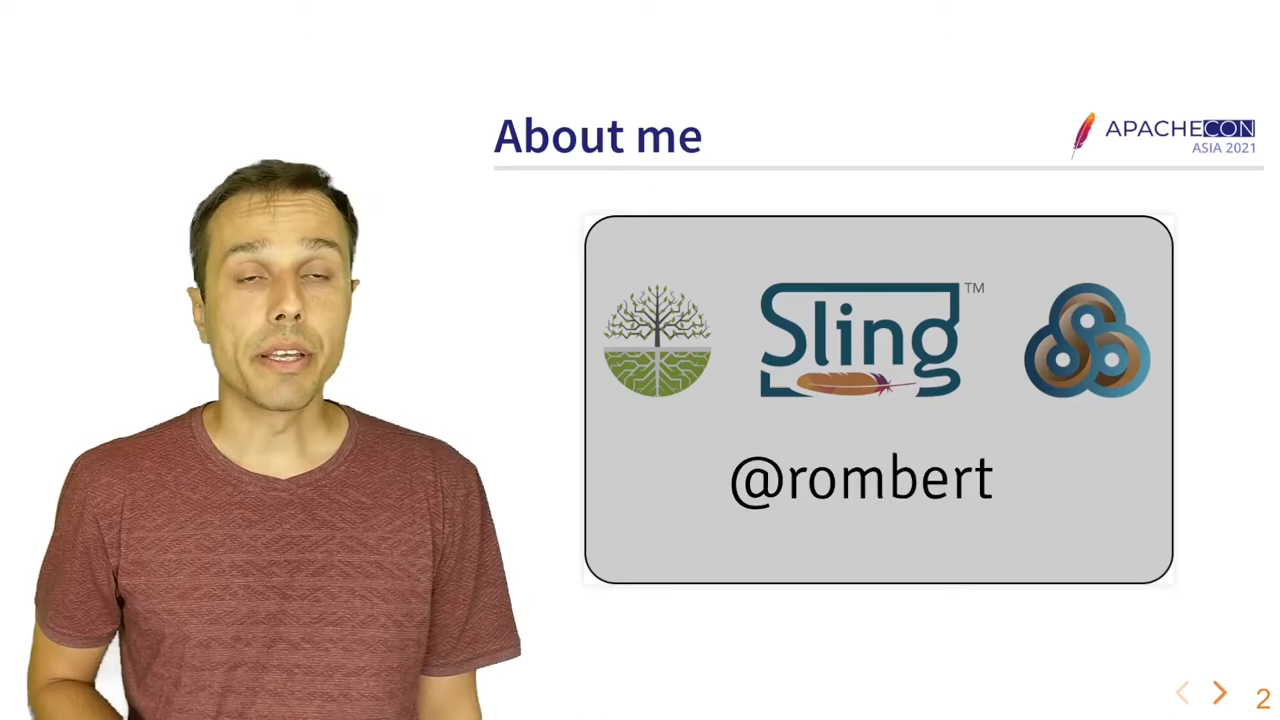 About me
APACHECON
ASIA 2021
Sling™
@rombert
2